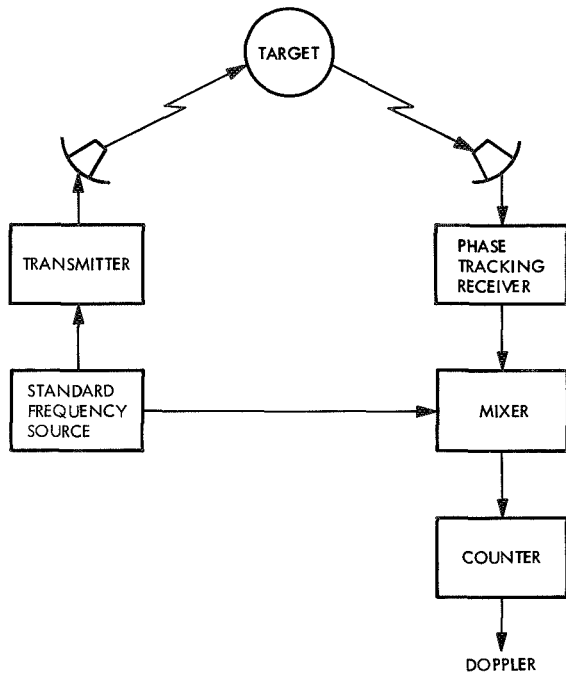 TARGET
TRANSMITTER
PHASE
TRACKING
RECEIVER
STANDARD
FREQUENCY
SOURCE
MIXER
COUNTER
DOPPLER